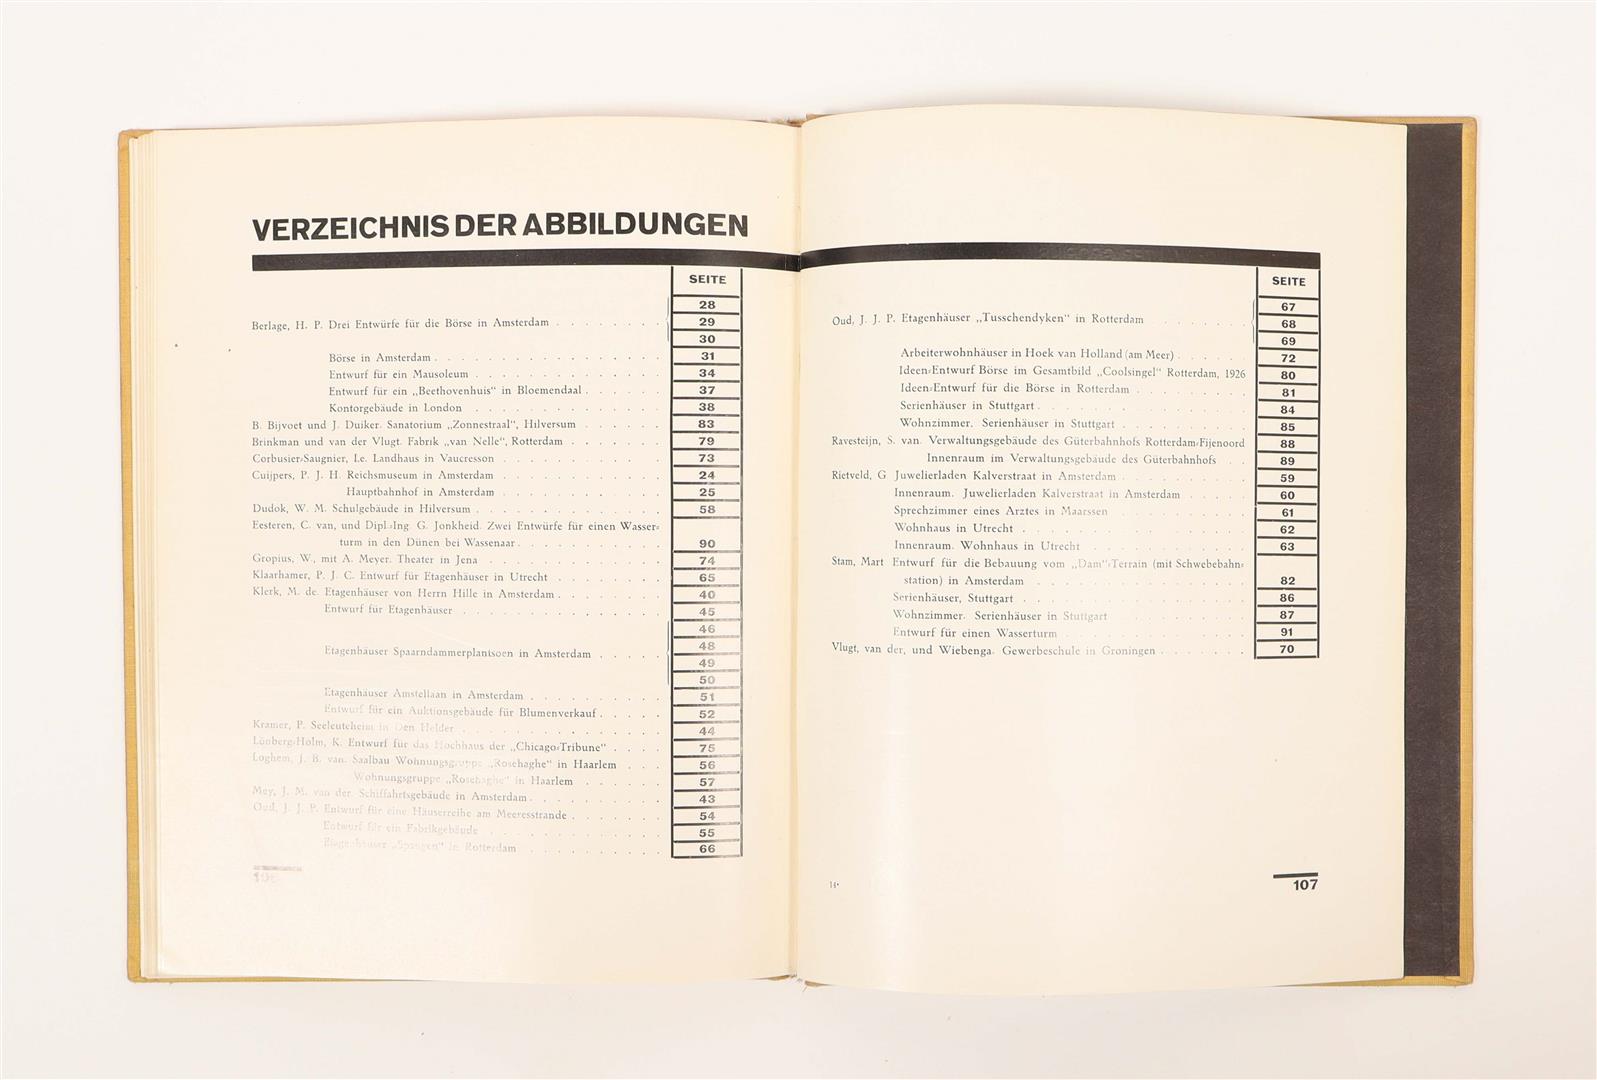 VERZEICHNIS DER ABBILDUNGEN
SEITE
28
Berlage, H. P. Drei Entwürfe für die Börse in Amsterdam 29
30
Börse in Amsterdam 31
Entwurf für ein Mausoleum 34
Entwurf für ein „Beethovenhuis" in Bloemendaal 37
Kontorgebäude in London 38
B. Bijvoet und J. Duiker. Sanatorium „Zonnestraal", Hilversum 83
Brinkman und van der Vlugt. Fabrik „van Nelle", Rotterdam 79
Corbusier-Saugnier, Le. Landhaus in Vaucresson 73
Cuijpers, P. J. H. Reichsmuseum in Amsterdam 24
Hauptbahnhof in Amsterdam 25
Dudok, W. M. Schulgebäude in Hilversum 58
Eesteren, C. van, und Dipl.-Ing. G. Jonkheid. Zwei Entwürfe für einen Wasser-
turm in den Dünen bei Wassenaar 90
Gropius, W., mit A. Meyer. Theater in Jena 74
Klaarhamer, P. J. C. Entwurf für Etagenhäuser in Utrecht 65
Klerk, M. de. Etagenhäuser von Herrn Hille in Amsterdam 40
Entwurf für Etagenhäuser 45
46
48
Etagenhäuser Spaarndammerplantsoen in Amsterdam 49
50
Etagenhäuser Amstellaan in Amsterdam 51
Entwurf für ein Auktionsgebäude für Blumenverkauf 52
Kramer, P. Seeleuteheim in Den Helder 44
Lönberg-Holm, K. Entwurf für das Hochhaus der „Chicago-Tribune" 75
Loghem, J. B. van. Saalbau Wohnungsgruppe „Rosehaghe" in Haarlem 56
Wohnungsgruppe „Rosehaghe" in Haarlem 57
Mey, J. M. van der. Schiffahrtsgebäude in Amsterdam 43
Oud, J. J. P. Entwurf für eine Häuserreihe am Meeresstrande 54
Entwurf für ein Fabrikgebäude 55
Etagenhäuser „Spangen" in Rotterdam 66
106
SEITE
67
Oud, J. J. P. Etagenhäuser „Tusschendyken" in Rotterdam 68
69
Arbeiterwohnhäuser in Hoek van Holland (am Meer) 72
Ideen-Entwurf Börse im Gesamtbild „Coolsingel" Rotterdam, 1926 80
Ideen-Entwurf für die Börse in Rotterdam 81
Serienhäuser in Stuttgart 84
Wohnzimmer. Serienhäuser in Stuttgart 85
Ravesteijn, S. van. Verwaltungsgebäude des Güterbahnhofs Rotterdam-Fijenoord 88
Innenraum im Verwaltungsgebäude des Güterbahnhofs 89
Rietveld, G Juwelierladen Kalverstraat in Amsterdam 59
Innenraum. Juwelierladen Kalverstraat in Amsterdam 60
Sprechzimmer eines Arztes in Maarssen 61
Wohnhaus in Utrecht 62
Innenraum. Wohnhaus in Utrecht 63
Stam, Mart Entwurf für die Bebauung vom „Dam"-Terrain (mit Schwebebahn-
station) in Amsterdam 82
Serienhäuser, Stuttgart 86
Wohnzimmer. Serienhäuser in Stuttgart 87
Entwurf für einen Wasserturm 91
Vlugt, van der, und Wiebenga. Gewerbeschule in Groningen 70
14*
107